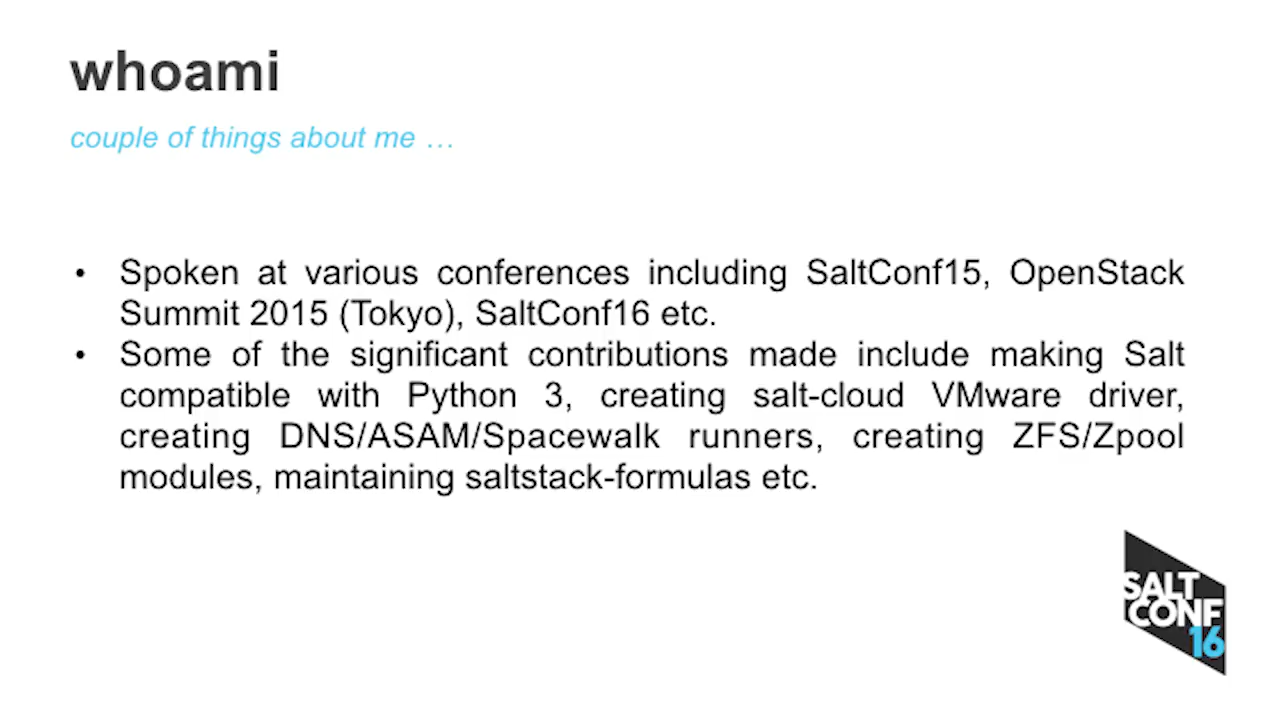 whoami
couple of things about me …
• Spoken at various conferences including SaltConf15, OpenStack
Summit 2015 (Tokyo), SaltConf16 etc.
• Some of the significant contributions made include making Salt
compatible with Python 3, creating salt-cloud VMware driver,
creating DNS/ASAM/Spacewalk runners, creating ZFS/Zpool
modules, maintaining saltstack-formulas etc.
SALT
CONF
16